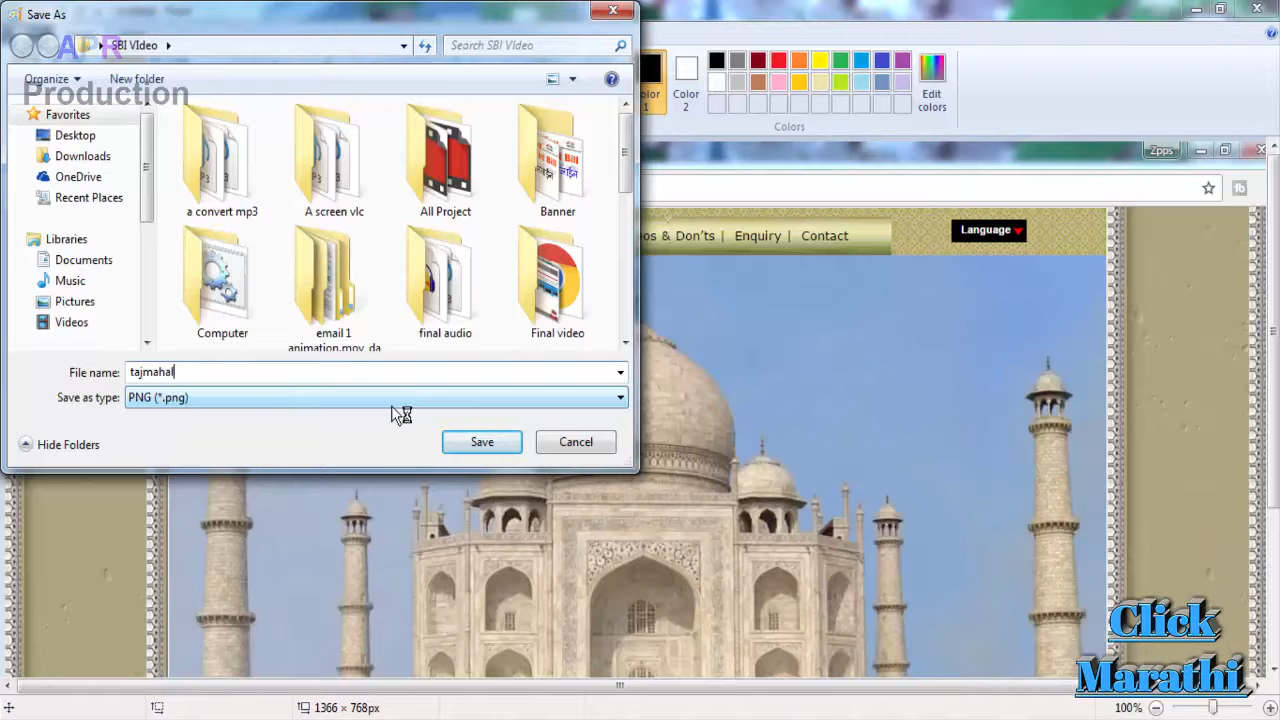 Save As
APR
SBI VIdeo
Search SBI VIdeo
Organize
New folder
Production
Favorites
Desktop
Downloads
OneDrive
Recent Places
Libraries
Documents
Music
Pictures
Videos
a convert mp3
A screen vlc
All Project
Banner
Computer
email 1
animation.mov_da
final audio
Final video
File name: tajmahal
Save as type: PNG (*.png)
Hide Folders
Save
Cancel
Color
2
Edit
colors
Colors
Zpps
& Don'ts |
Enquiry |
Contact
Language
Click
Marathi
1366 × 768px
100%